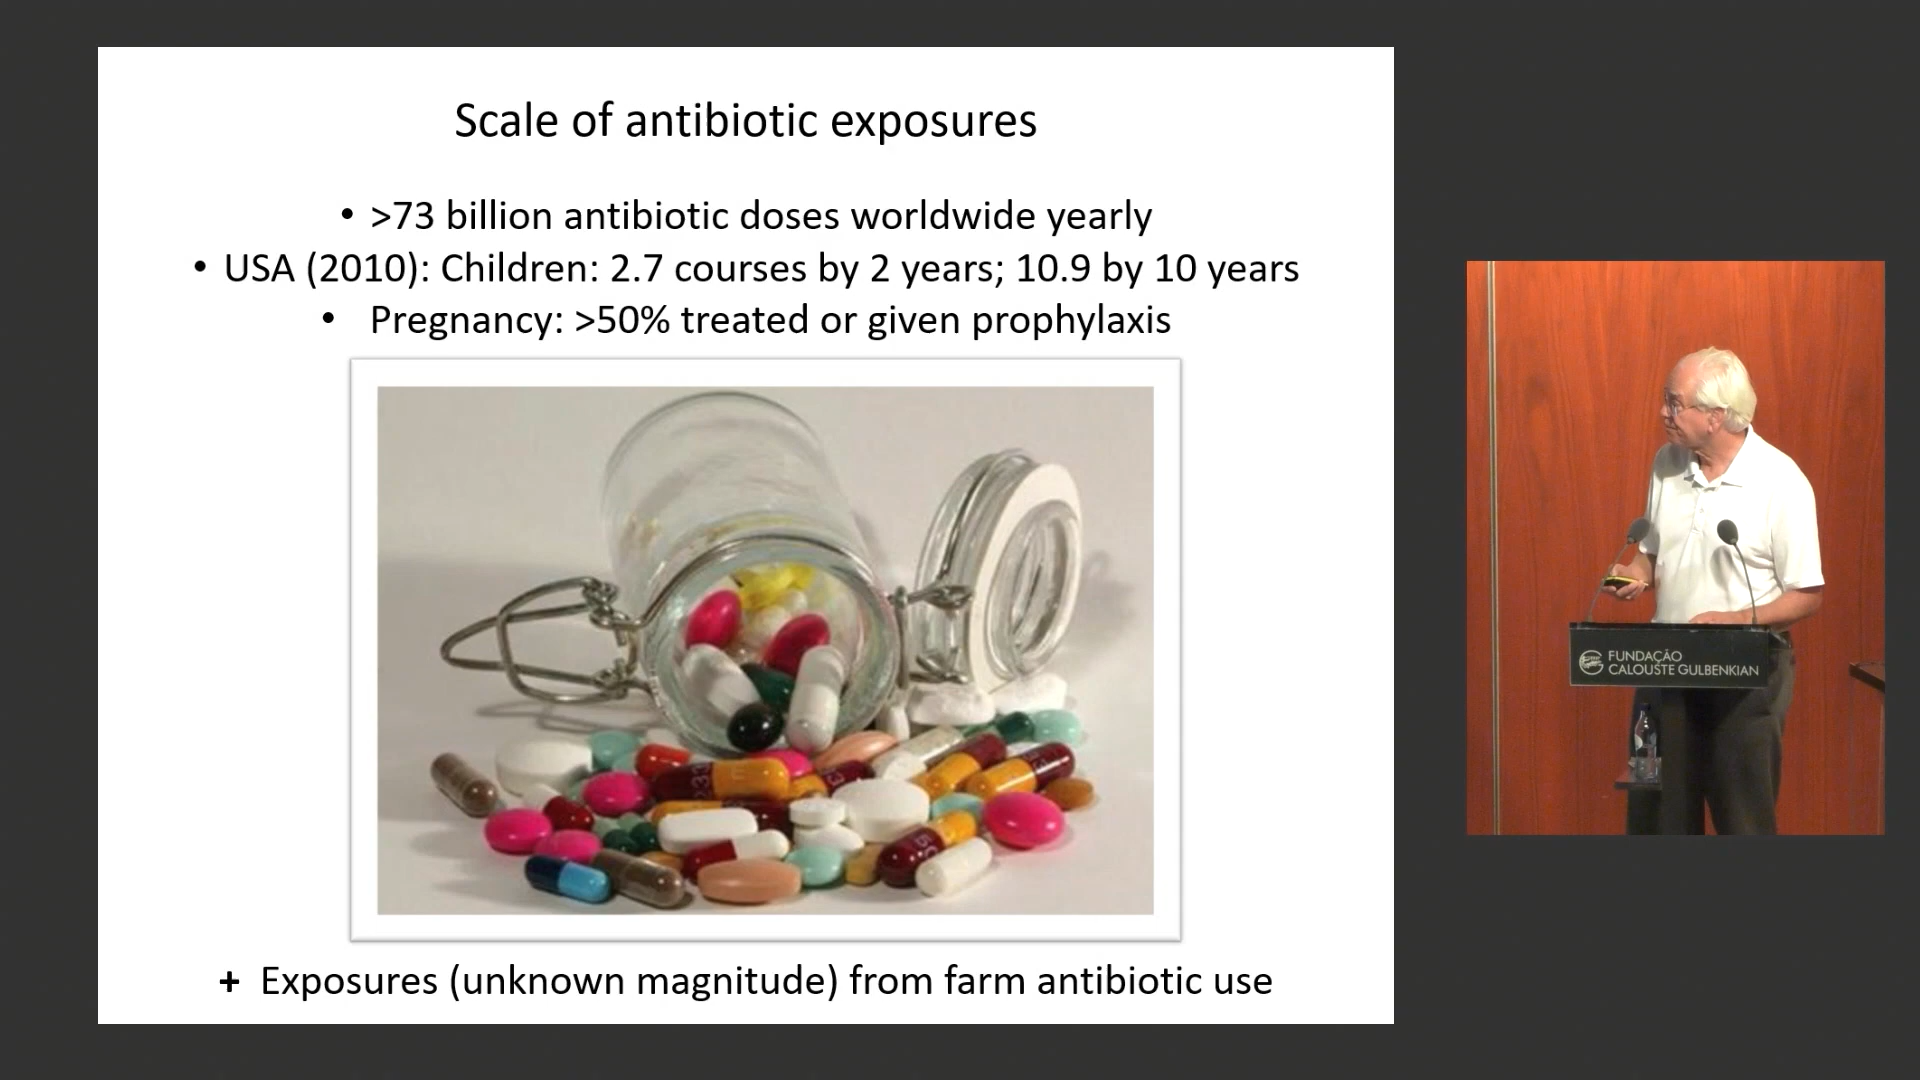 Scale of antibiotic exposures
• >73 billion antibiotic doses worldwide yearly
• USA (2010): Children: 2.7 courses by 2 years; 10.9 by 10 years
• Pregnancy: >50% treated or given prophylaxis
+ Exposures (unknown magnitude) from farm antibiotic use
FUNDAÇÃO
CALOUSTE GULBENKIAN